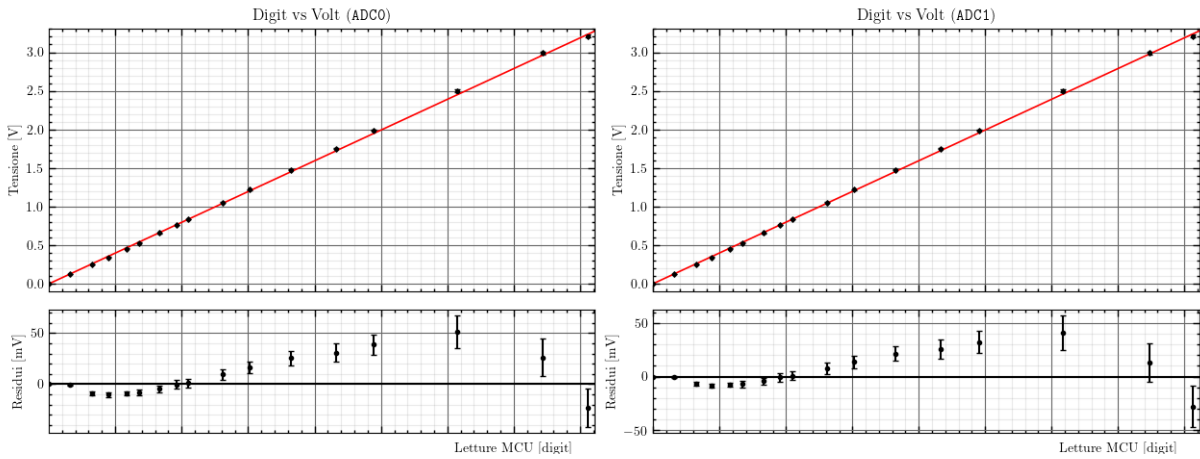 Digit vs Volt (ADC0)
Tensione [V]
3.0
2.5
2.0
1.5
1.0
0.5
0.0
Residui [mV]
50
0
Letture MCU [digit]
Digit vs Volt (ADC1)
Tensione [V]
3.0
2.5
2.0
1.5
1.0
0.5
0.0
Residui [mV]
50
0
−50
Letture MCU [digit]